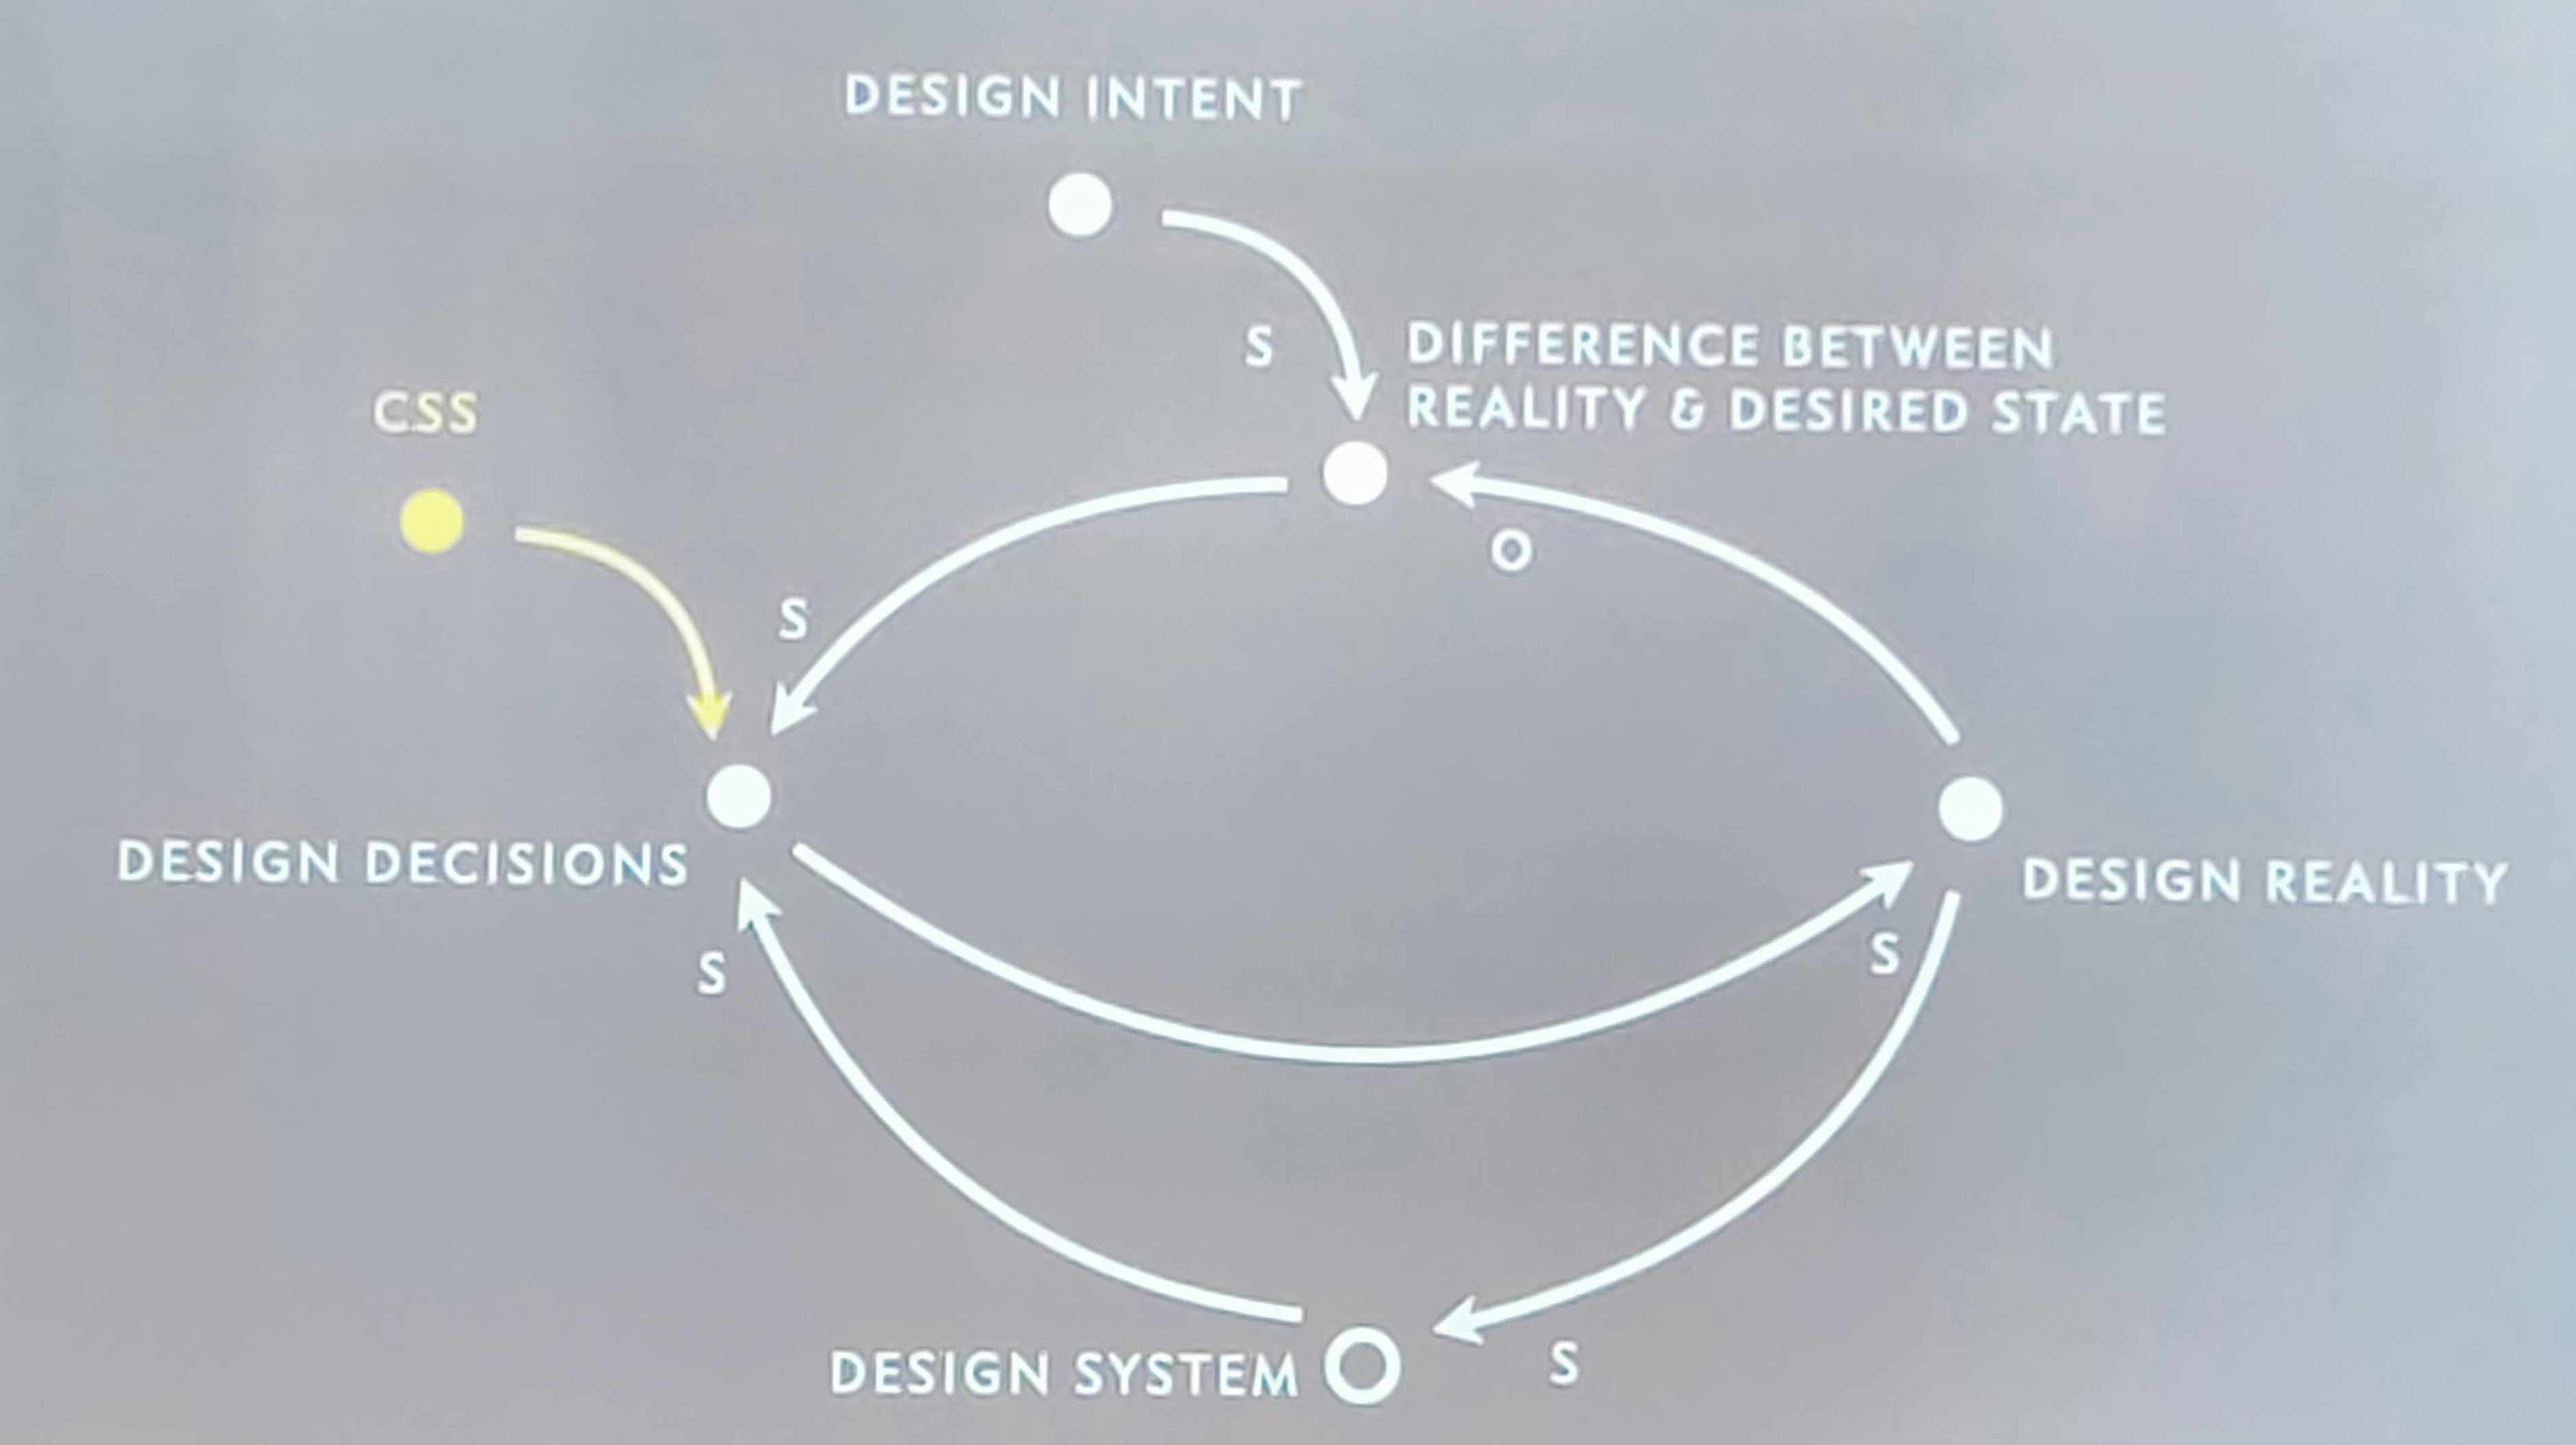 DESIGN INTENT
S
DIFFERENCE BETWEEN
REALITY & DESIRED STATE
CSS
O
S
DESIGN DECISIONS
DESIGN REALITY
S
S
DESIGN SYSTEM
S